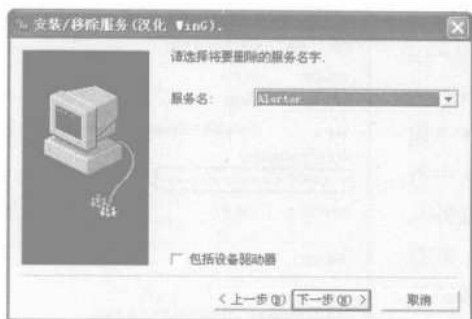 安装/移除服务(汉化 WinG).
请选择将要删除的服务名字.
服务名:
Alerter
包括设备驱动器
< 上一步(B)
下一步(N) >
取消